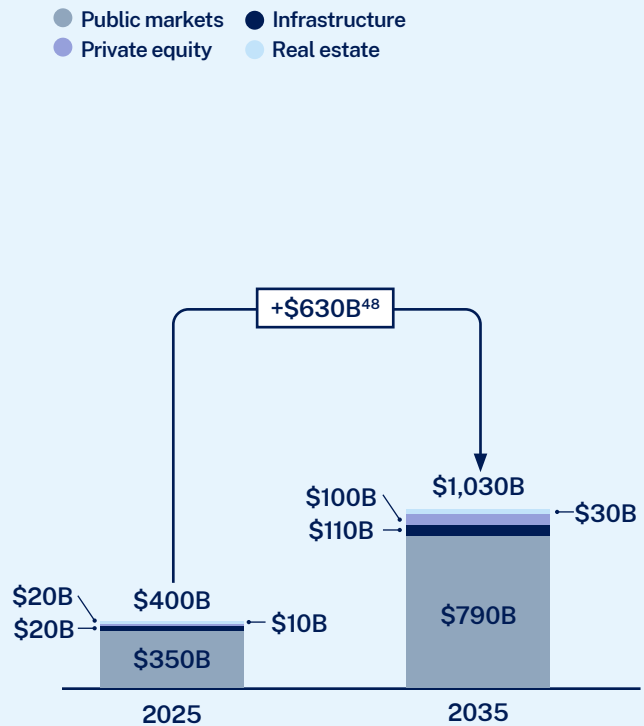 Public markets
Infrastructure
Private equity
Real estate
+$630B⁴⁸
$1,030B
$100B
$30B
$110B
$20B
$400B
$10B
$20B
$790B
$350B
2025
2035